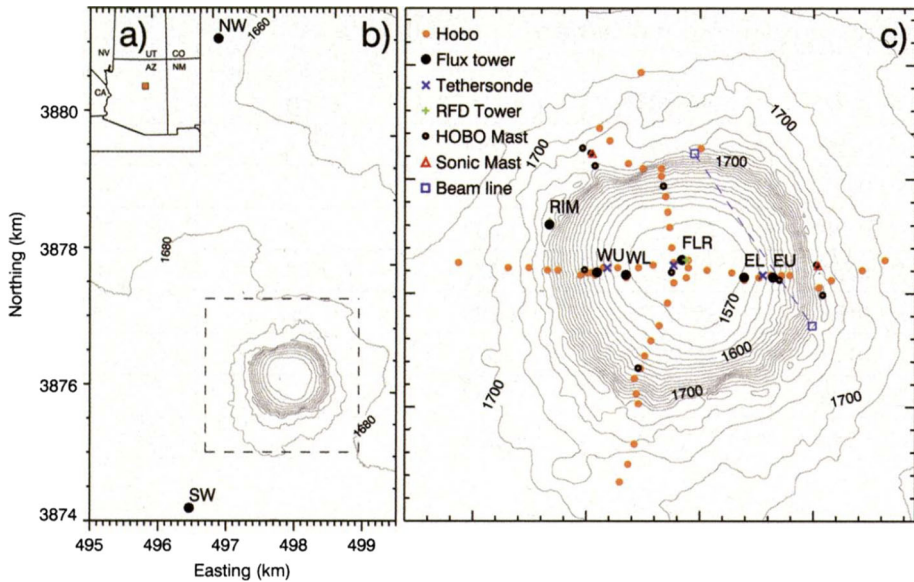 a)
NV
UT
CO
CA
AZ
NM
NW
1660
b)
3880
3878
3876
3874
Northing (km)
1680
1680
SW
495
496
497
498
499
Easting (km)
c)
Hobo
Flux tower
Tethersonde
RFD Tower
HOBO Mast
Sonic Mast
Beam line
1700
1700
1700
RIM
WU
WL
FLR
EL
EU
1570
1600
1700
1700
1700